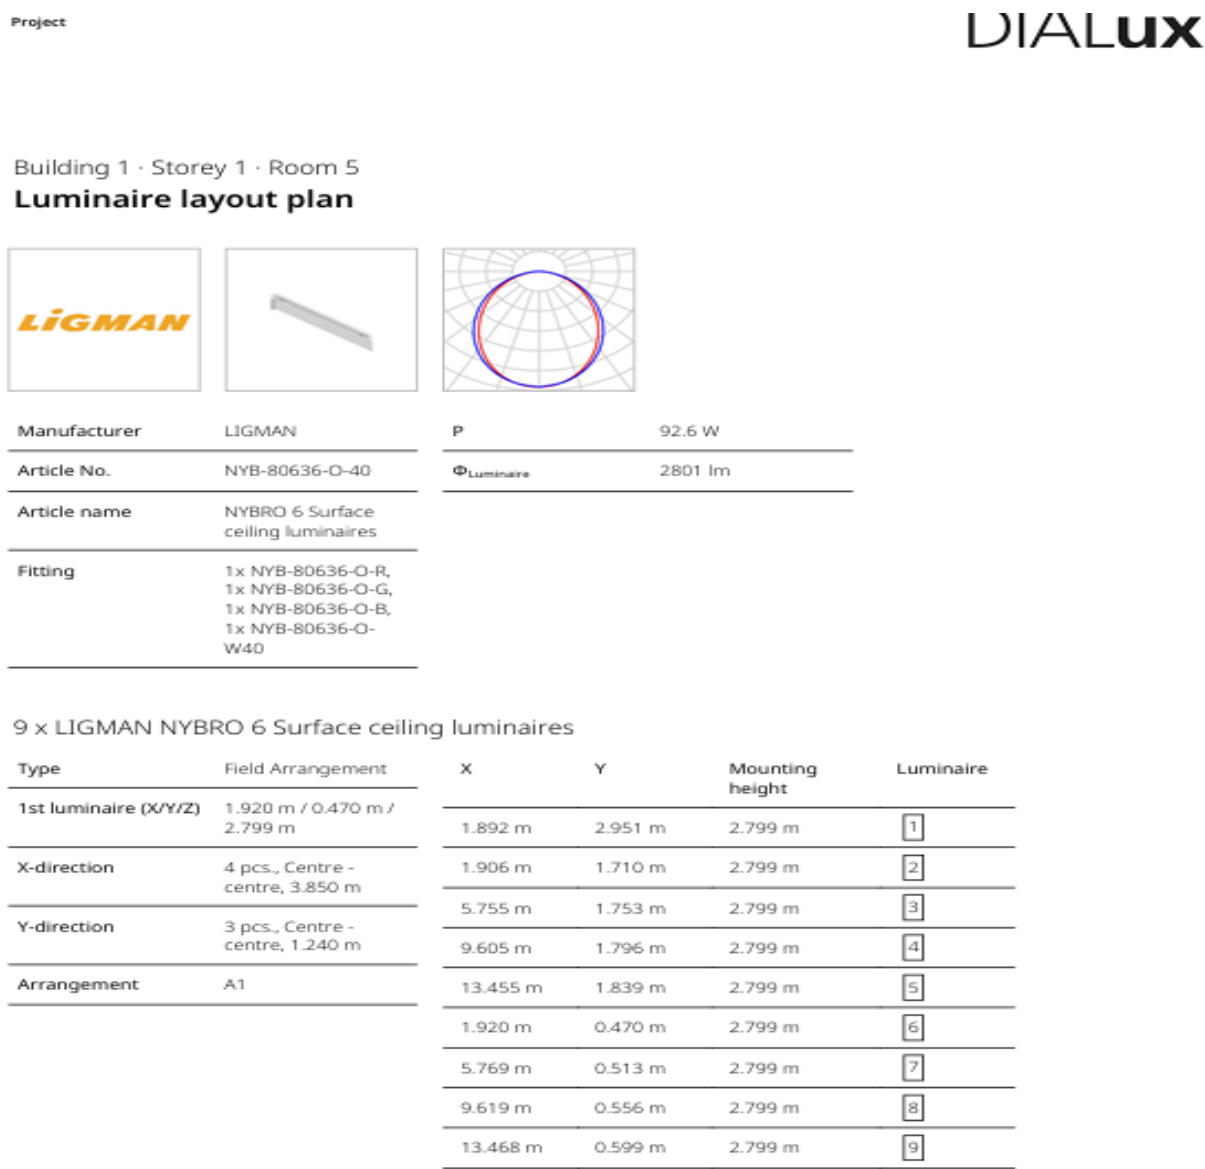 Project
DIALux
Building 1 · Storey 1 · Room 5
Luminaire layout plan
LiGMAN
Manufacturer LIGMAN
Article No. NYB-80636-O-40
Article name NYBRO 6 Surface
ceiling luminaires
Fitting 1x NYB-80636-O-R,
1x NYB-80636-O-G,
1x NYB-80636-O-B,
1x NYB-80636-O-
W40
P 92.6 W
ΦLuminaire 2801 lm
9 x LIGMAN NYBRO 6 Surface ceiling luminaires
Type Field Arrangement
1st luminaire (X/Y/Z) 1.920 m / 0.470 m /
2.799 m
X-direction 4 pcs., Centre -
centre, 3.850 m
Y-direction 3 pcs., Centre -
centre, 1.240 m
Arrangement A1
X Y Mounting Luminaire
height
1.892 m 2.951 m 2.799 m 1
1.906 m 1.710 m 2.799 m 2
5.755 m 1.753 m 2.799 m 3
9.605 m 1.796 m 2.799 m 4
13.455 m 1.839 m 2.799 m 5
1.920 m 0.470 m 2.799 m 6
5.769 m 0.513 m 2.799 m 7
9.619 m 0.556 m 2.799 m 8
13.468 m 0.599 m 2.799 m 9